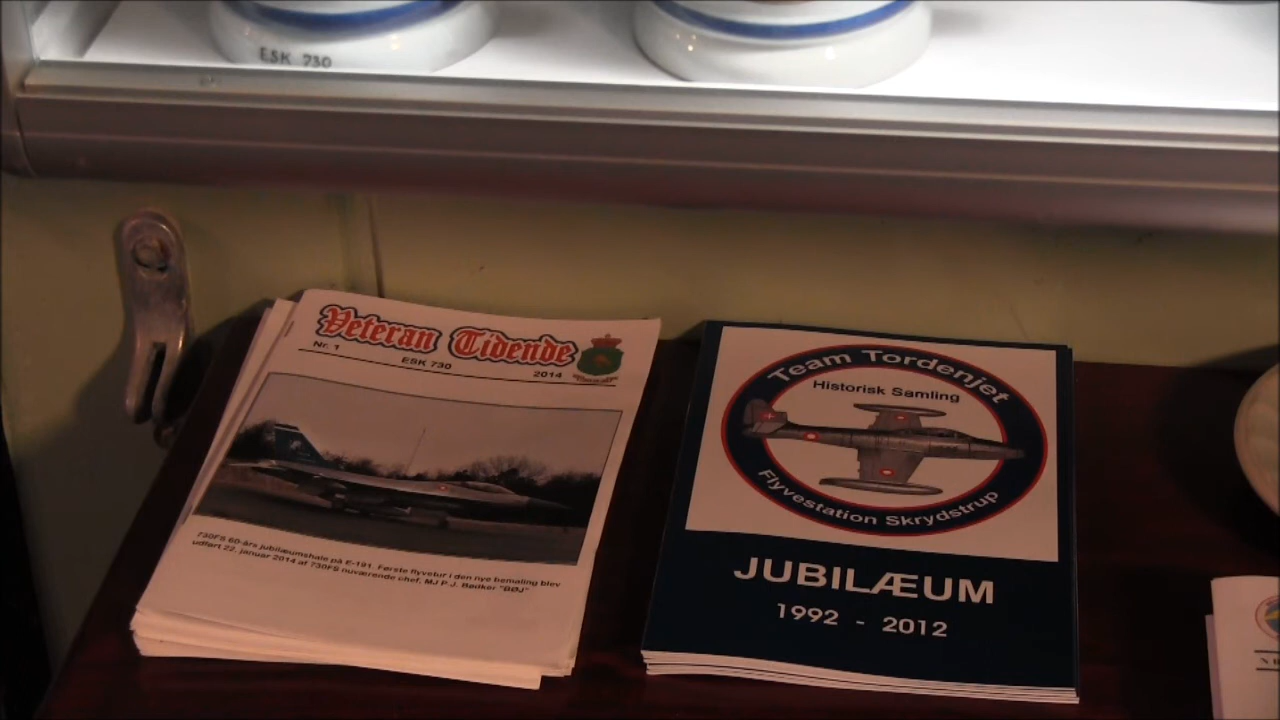 ESK 730
Veteran Tidende
Nr. 1
ESK 730
2014
730FS 60-års jubilæumshale på E-191. Første flyvetur i den nye bemaling blev
udført 22. januar 2014 af 730FS nuværende chef, MJ P.J. Bønker "BØJ"
Team Tordenjet
Historisk Samling
Flyvestation Skrydstrup
JUBILÆUM
1992 - 2012